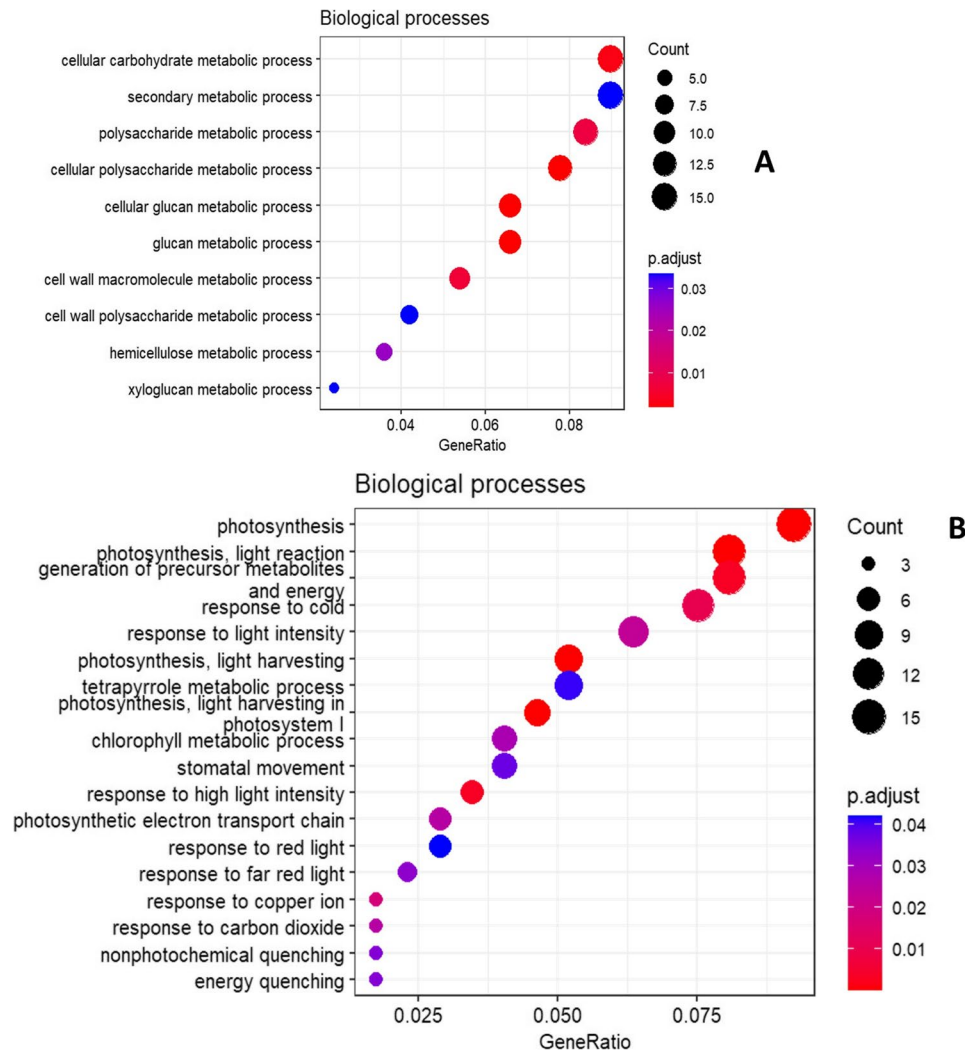 Biological processes
cellular carbohydrate metabolic process
secondary metabolic process
polysaccharide metabolic process
cellular polysaccharide metabolic process
cellular glucan metabolic process
glucan metabolic process
cell wall macromolecule metabolic process
cell wall polysaccharide metabolic process
hemicellulose metabolic process
xyloglucan metabolic process
0.04 0.06 0.08
GeneRatio
Count
5.0
7.5
10.0
12.5
15.0
A
p.adjust
0.03
0.02
0.01
Biological processes
photosynthesis
photosynthesis, light reaction
generation of precursor metabolites
and energy
response to cold
response to light intensity
photosynthesis, light harvesting
tetrapyrrole metabolic process
photosynthesis, light harvesting in
photosystem I
chlorophyll metabolic process
stomatal movement
response to high light intensity
photosynthetic electron transport chain
response to red light
response to far red light
response to copper ion
response to carbon dioxide
nonphotochemical quenching
energy quenching
0.025 0.050 0.075
GeneRatio
Count
3
6
9
12
15
B
p.adjust
0.04
0.03
0.02
0.01